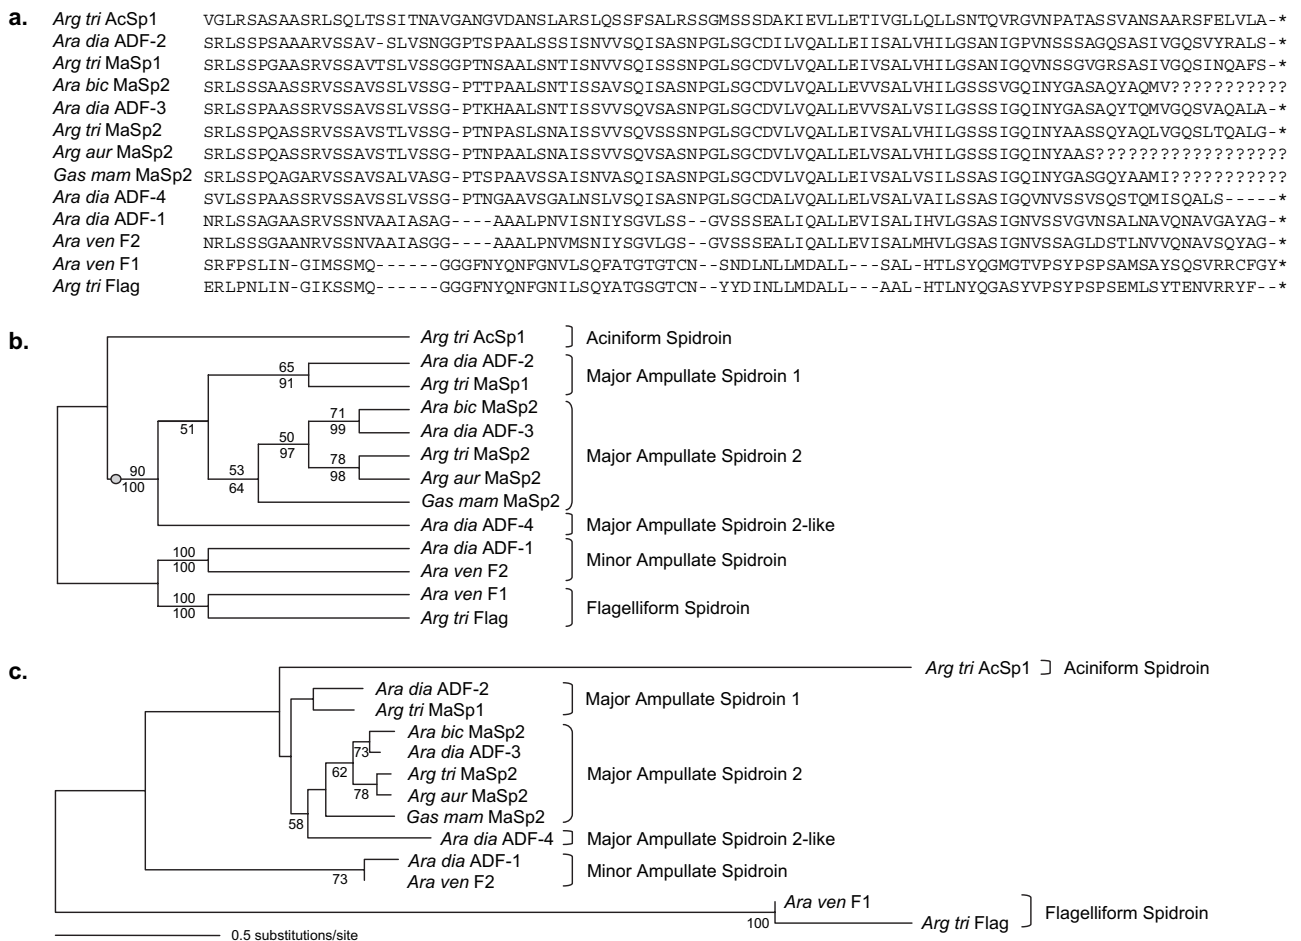 a.
Arg tri AcSp1 VGLRSASAASRLSQLTSSITNAVGANGVDANSLARSLQSSFSALRSSGMSSSDAKIEVLLETIVGLLQLLSNTQVRGVNPATASSVANSAARSFELVLA-*
Ara dia ADF-2 SRLSSPSAAARVSSAV-SLVSNGGPTSPAALSSSISNVVSQISASNPGLSGCDILVQALLEIISALVHILGSANIGPVNSSSAGQSASIVGQSVYRALS-*
Arg tri MaSp1 SRLSSPGAASRVSSAVTSLVSSGGPTNSAALSNTISNVVSQISSSNPGLSGCDVLVQALLEIVSALVHILGSANIGQVNSSGVGRSASIVGQSINQAFS-*
Ara bic MaSp2 SRLSSSAASSRVSSAVSSLVSSG-PTTPAALSNTISSAVSQISASNPGLSGCDVLVQALLEIVSALVHILGSSSVGQINYGASAQYAQMV???????????
Ara dia ADF-3 SRLSSPAASSRVSSAVSSLVSSG-PTKHAALSNTISSVVSQVSASNPGLSGCDVLVQALLEVVSALVSILGSSSIGQINYGASAQYTQMVGQSVAQALA-*
Arg tri MaSp2 SRLSSPQASSRVSSAVSTLVSSG-PTNPASLSNAISSVVSQVSSSNPGLSGCDVLVQALLEIVSALVHILGSSSIGQINYAASSQYAQLVGQSLTQALG-*
Arg aur MaSp2 SRLSSPQASSRVSSAVSTLVSSG-PTNPAALSNAISSVVSQVSASNPGLSGCDVLVQALLELVSALVHILGSSSIGQINYAAS??????????????????
Gas mam MaSp2 SRLSSPQAGARVSSAVSALVASG-PTSPAAVSSAISNVASQISASNPGLSGCDVLVQALLEIVSALVSILSSASIGQINYGASGQYAAMI???????????
Ara dia ADF-4 SVLSSPAASSRVSSAVSSLVSSG-PTNGAAVSGALNSLVSQISASNPGLSGCDALVQALLELVSALVAILSSASIGQVNVSSVSQSTQMISQALS-----*
Ara dia ADF-1 NRLSSAGAASRVSSNVAAIASAG----AAALPNVISNIYSGVLSS--GVSSSEALIQALLEVISALIHVLGSASIGNVSSVGVNSALNAVQNAVGAYAG-*
Ara ven F2 NRLSSSGAANRVSSNVAAIASGG----AAALPNVMSNIYSGVLGS--GVSSSEALIQALLEVISALMHVLGSASIGNVSSAGLDSTLNVVQNAVSQYAG-*
Ara ven F1 SRFPSLIN-GIMSSMQ------GGGFNYQNFGNVLSQFATGTGTCN--SNDLNLLMDALL---SAL-HTLSYQGMGTVPSYPSPSAMSAYSQSVRRCFGY*
Arg tri Flag ERLPNLIN-GIKSSMQ------GGGFNYQNFGNILSQYATGSGTCN--YYDINLLMDALL---AAL-HTLNYQGASYVPSYPSPSEMLSYTENVRRYF--*
b.
Arg tri AcSp1 Aciniform Spidroin
Ara dia ADF-2
65
91
Major Ampullate Spidroin 1
Arg tri MaSp1
Ara bic MaSp2
71
99
51
Ara dia ADF-3
50
97
Arg tri MaSp2 Major Ampullate Spidroin 2
78
98
53
64
90
100
Arg aur MaSp2
Gas mam MaSp2
Ara dia ADF-4 Major Ampullate Spidroin 2-like
Ara dia ADF-1
100
100
Minor Ampullate Spidroin
Ara ven F2
Ara ven F1
100
100
Flagelliform Spidroin
Arg tri Flag
c.
Arg tri AcSp1 Aciniform Spidroin
Ara dia ADF-2
Major Ampullate Spidroin 1
Arg tri MaSp1
Ara bic MaSp2
73
Ara dia ADF-3
62
Arg tri MaSp2 Major Ampullate Spidroin 2
78
Arg aur MaSp2
Gas mam MaSp2
58
Ara dia ADF-4 Major Ampullate Spidroin 2-like
Ara dia ADF-1
Minor Ampullate Spidroin
73
Ara ven F2
Ara ven F1
Flagelliform Spidroin
100
Arg tri Flag
0.5 substitutions/site